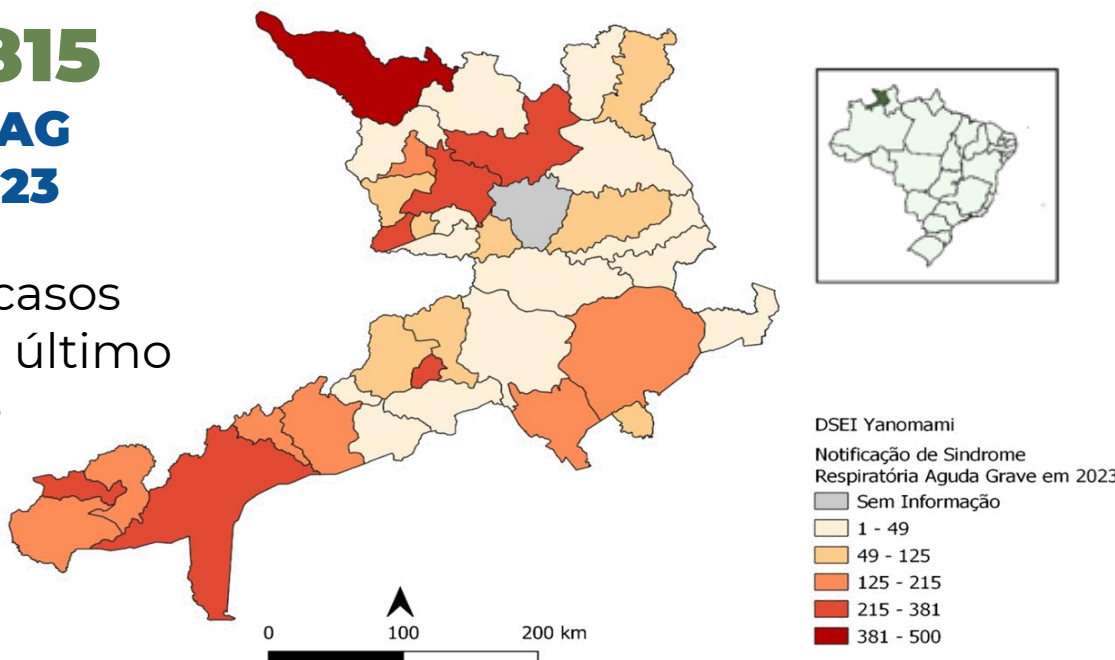 315
AG
23
casos
último
DSEI Yanomami
Notificação de Sindrome
Respiratória Aguda Grave em 2023
Sem Informação
1 - 49
49 - 125
125 - 215
215 - 381
381 - 500
0 100 200 km